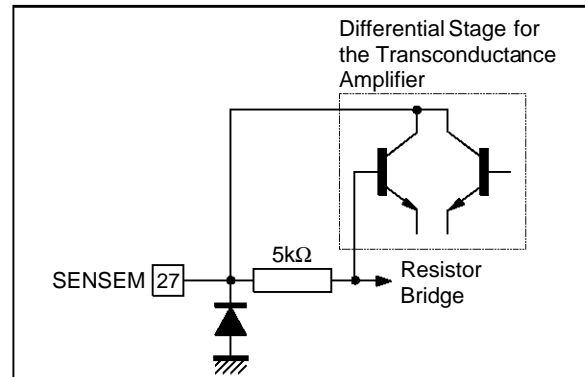 Differential Stage for
the Transconductance
Amplifier
5kΩ
SENSEM 27
Resistor
Bridge